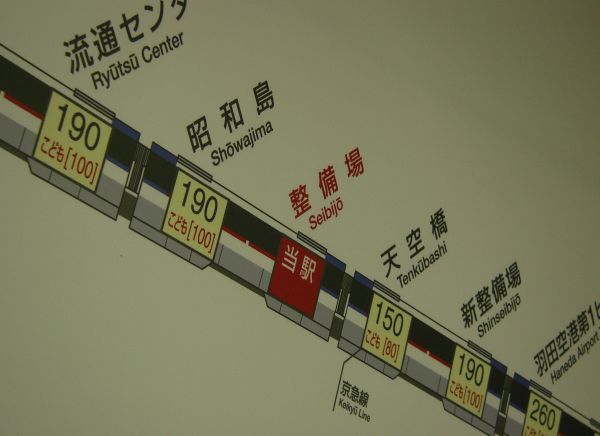 流通センタ
Ryūtsū Center
190
こども[100]
昭和島
Shōwajima
190
こども[100]
整備場
Seibijō
当駅
天空橋
Tenkūbashi
150
こども[80]
京急線
Keikyū Line
新整備場
Shinseibijō
190
こども[100]
羽田空港第1ビ
Haneda Airport
260
こども